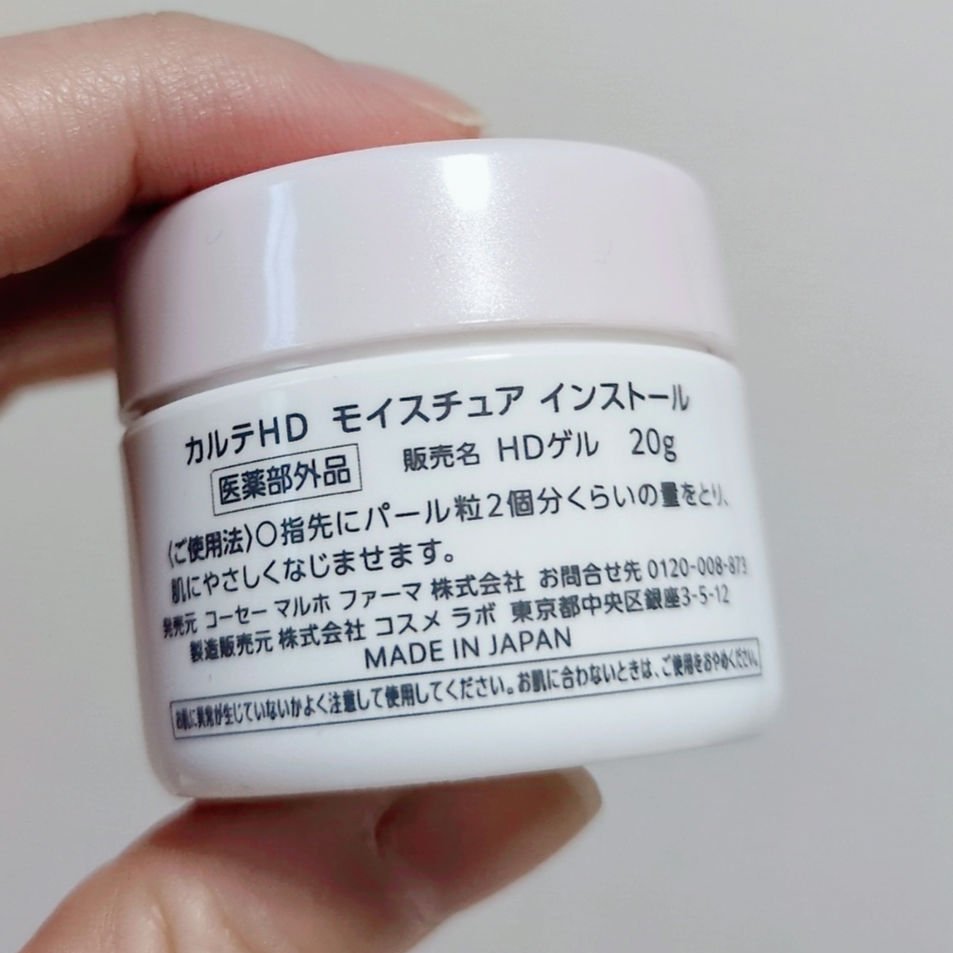 カルテHD モイスチュア インストール
医薬部外品 販売名 HDゲル 20g
〈ご使用法〉○指先にパール粒2個分くらいの量をとり、
肌にやさしくなじませます。
発売元 コーセー マルホ ファーマ 株式会社 お問合せ先 0120-008-873
製造販売元 株式会社 コスメ ラボ 東京都中央区銀座3-5-12
MADE IN JAPAN
お肌に異常が生じていないかよく注意して使用してください。お肌に合わないときは、ご使用をおやめください。